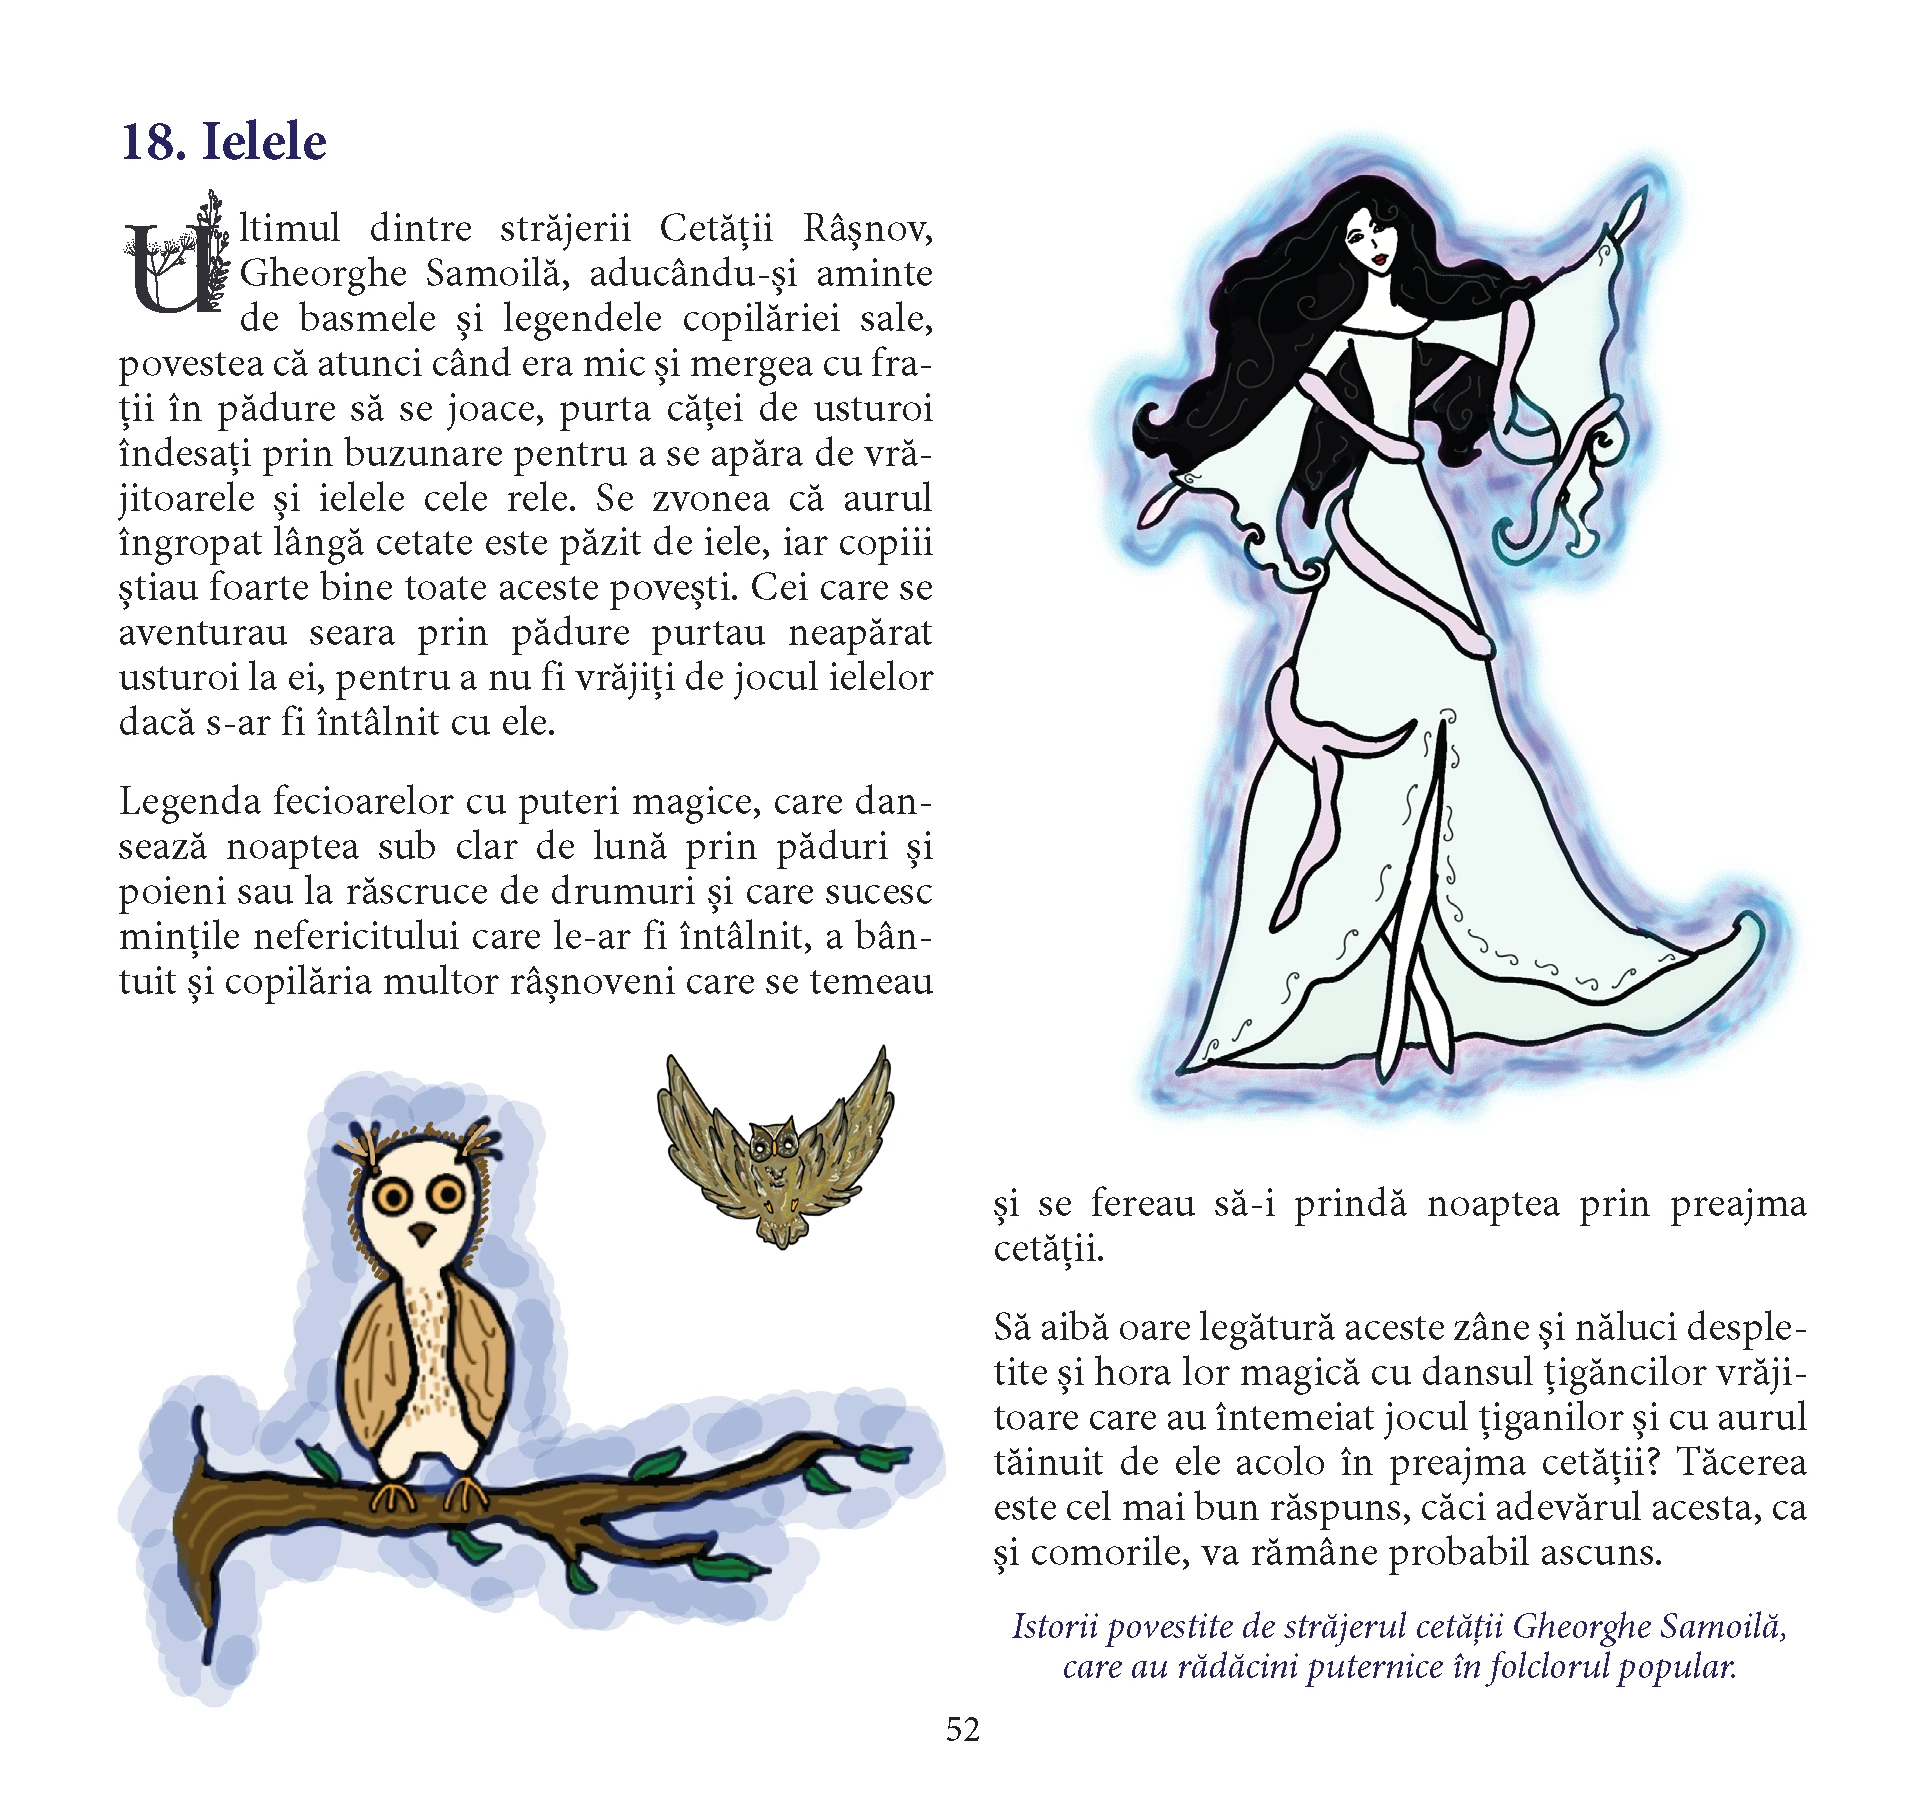 18. Ielele
Ultimul dintre străjerii Cetății Râșnov,
Gheorghe Samoilă, aducându-și aminte
de basmele și legendele copilăriei sale,
povestea că atunci când era mic și mergea cu fra-
ții în pădure să se joace, purta căței de usturoi
îndesați prin buzunare pentru a se apăra de vră-
jitoarele și ielele cele rele. Se zvonea că aurul
îngropat lângă cetate este păzit de iele, iar copiii
știau foarte bine toate aceste povești. Cei care se
aventurau seara prin pădure purtau neapărat
usturoi la ei, pentru a nu fi vrăjiți de jocul ielelor
dacă s-ar fi întâlnit cu ele.
Legenda fecioarelor cu puteri magice, care dan-
sează noaptea sub clar de lună prin păduri și
poieni sau la răscruce de drumuri și care sucesc
mințile nefericitului care le-ar fi întâlnit, a bân-
tuit și copilăria multor râșnoveni care se temeau
și se fereau să-i prindă noaptea prin preajma
cetății.
Să aibă oare legătură aceste zâne și năluci desple-
tite și hora lor magică cu dansul țigăncilor vrăji-
toare care au întemeiat jocul țiganilor și cu aurul
tăinuit de ele acolo în preajma cetății? Tăcerea
este cel mai bun răspuns, căci adevărul acesta, ca
și comorile, va rămâne probabil ascuns.
Istorii povestite de străjerul cetății Gheorghe Samoilă,
care au rădăcini puternice în folclorul popular.
52